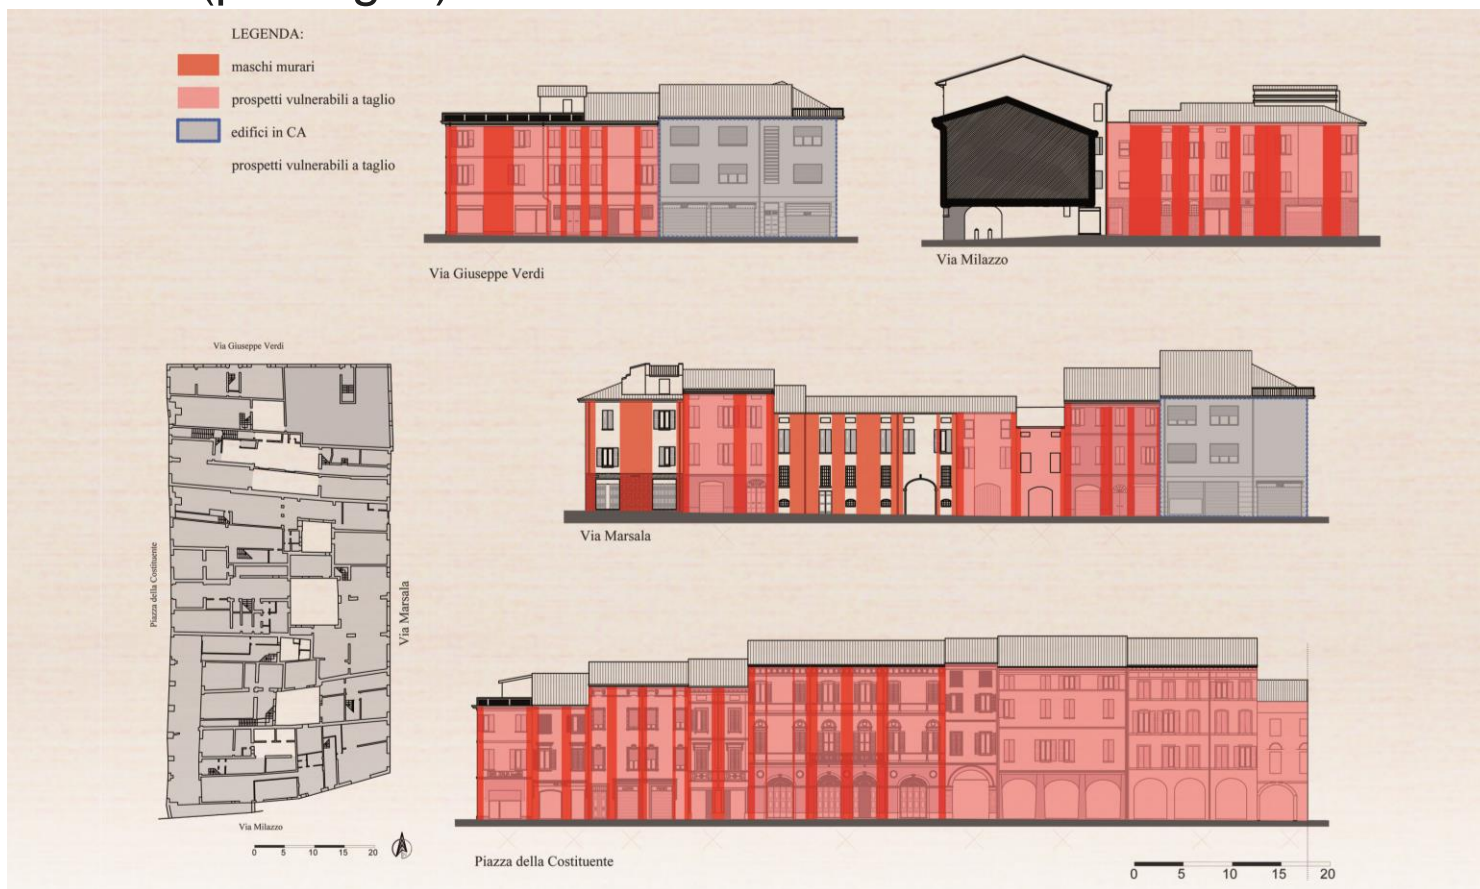 LEGENDA:
maschi murari
prospetti vulnerabili a taglio
edifici in CA
prospetti vulnerabili a taglio
Via Giuseppe Verdi
Via Milazzo
Via Giuseppe Verdi
Piazza della Costituente
Via Marsala
Via Milazzo
0 5 10 15 20
Via Marsala
Piazza della Costituente
0 5 10 15 20